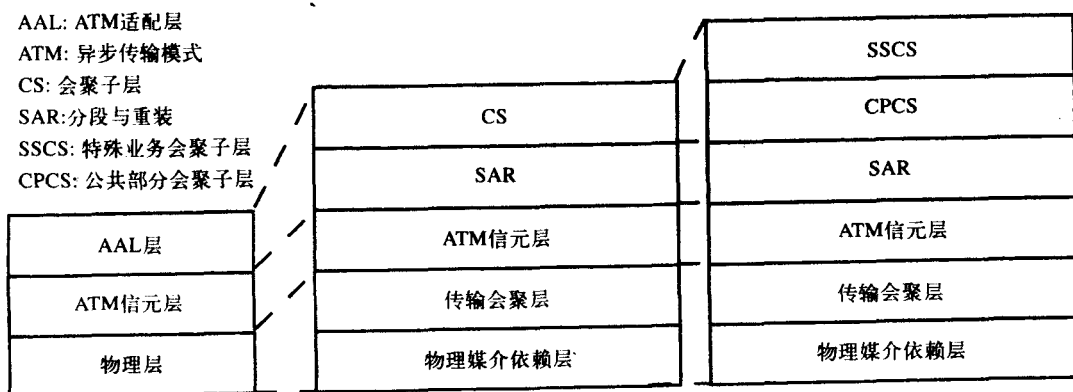 AAL: ATM适配层
ATM: 异步传输模式
CS: 会聚子层
SAR:分段与重装
SSCS: 特殊业务会聚子层
CPCS: 公共部分会聚子层
AAL层
ATM信元层
物理层
CS
SAR
ATM信元层
传输会聚层
物理媒介依赖层
SSCS
CPCS
SAR
ATM信元层
传输会聚层
物理媒介依赖层